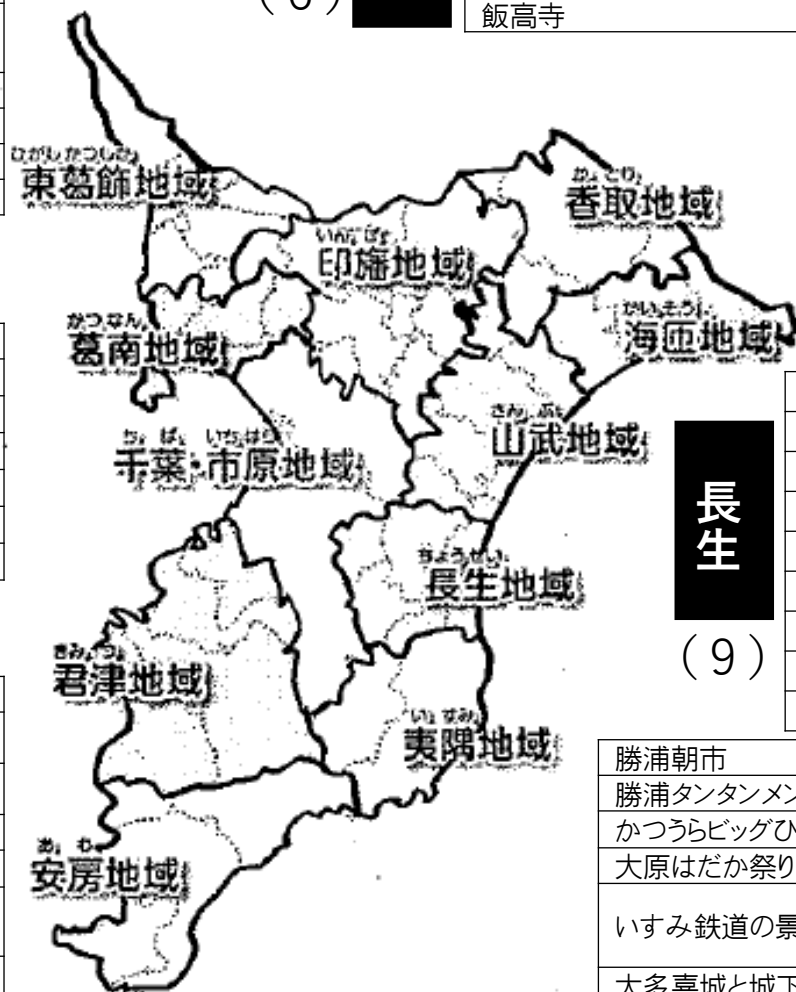 (6)
飯高寺
ひがしかつしか
東葛飾地域
かとり
香取地域
いんば
印旛地域
かいそう
海匝地域
かつなん
葛南地域
さんぶ
山武地域
ちば いちはら
千葉・市原地域
長生
(9)
ちょうせい
長生地域
きみつ
君津地域
いすみ
夷隅地域
あわ
安房地域
勝浦朝市
勝浦タンタンメン
かつうらビッグひ
大原はだか祭り
いすみ鉄道の景
大多喜城と城下